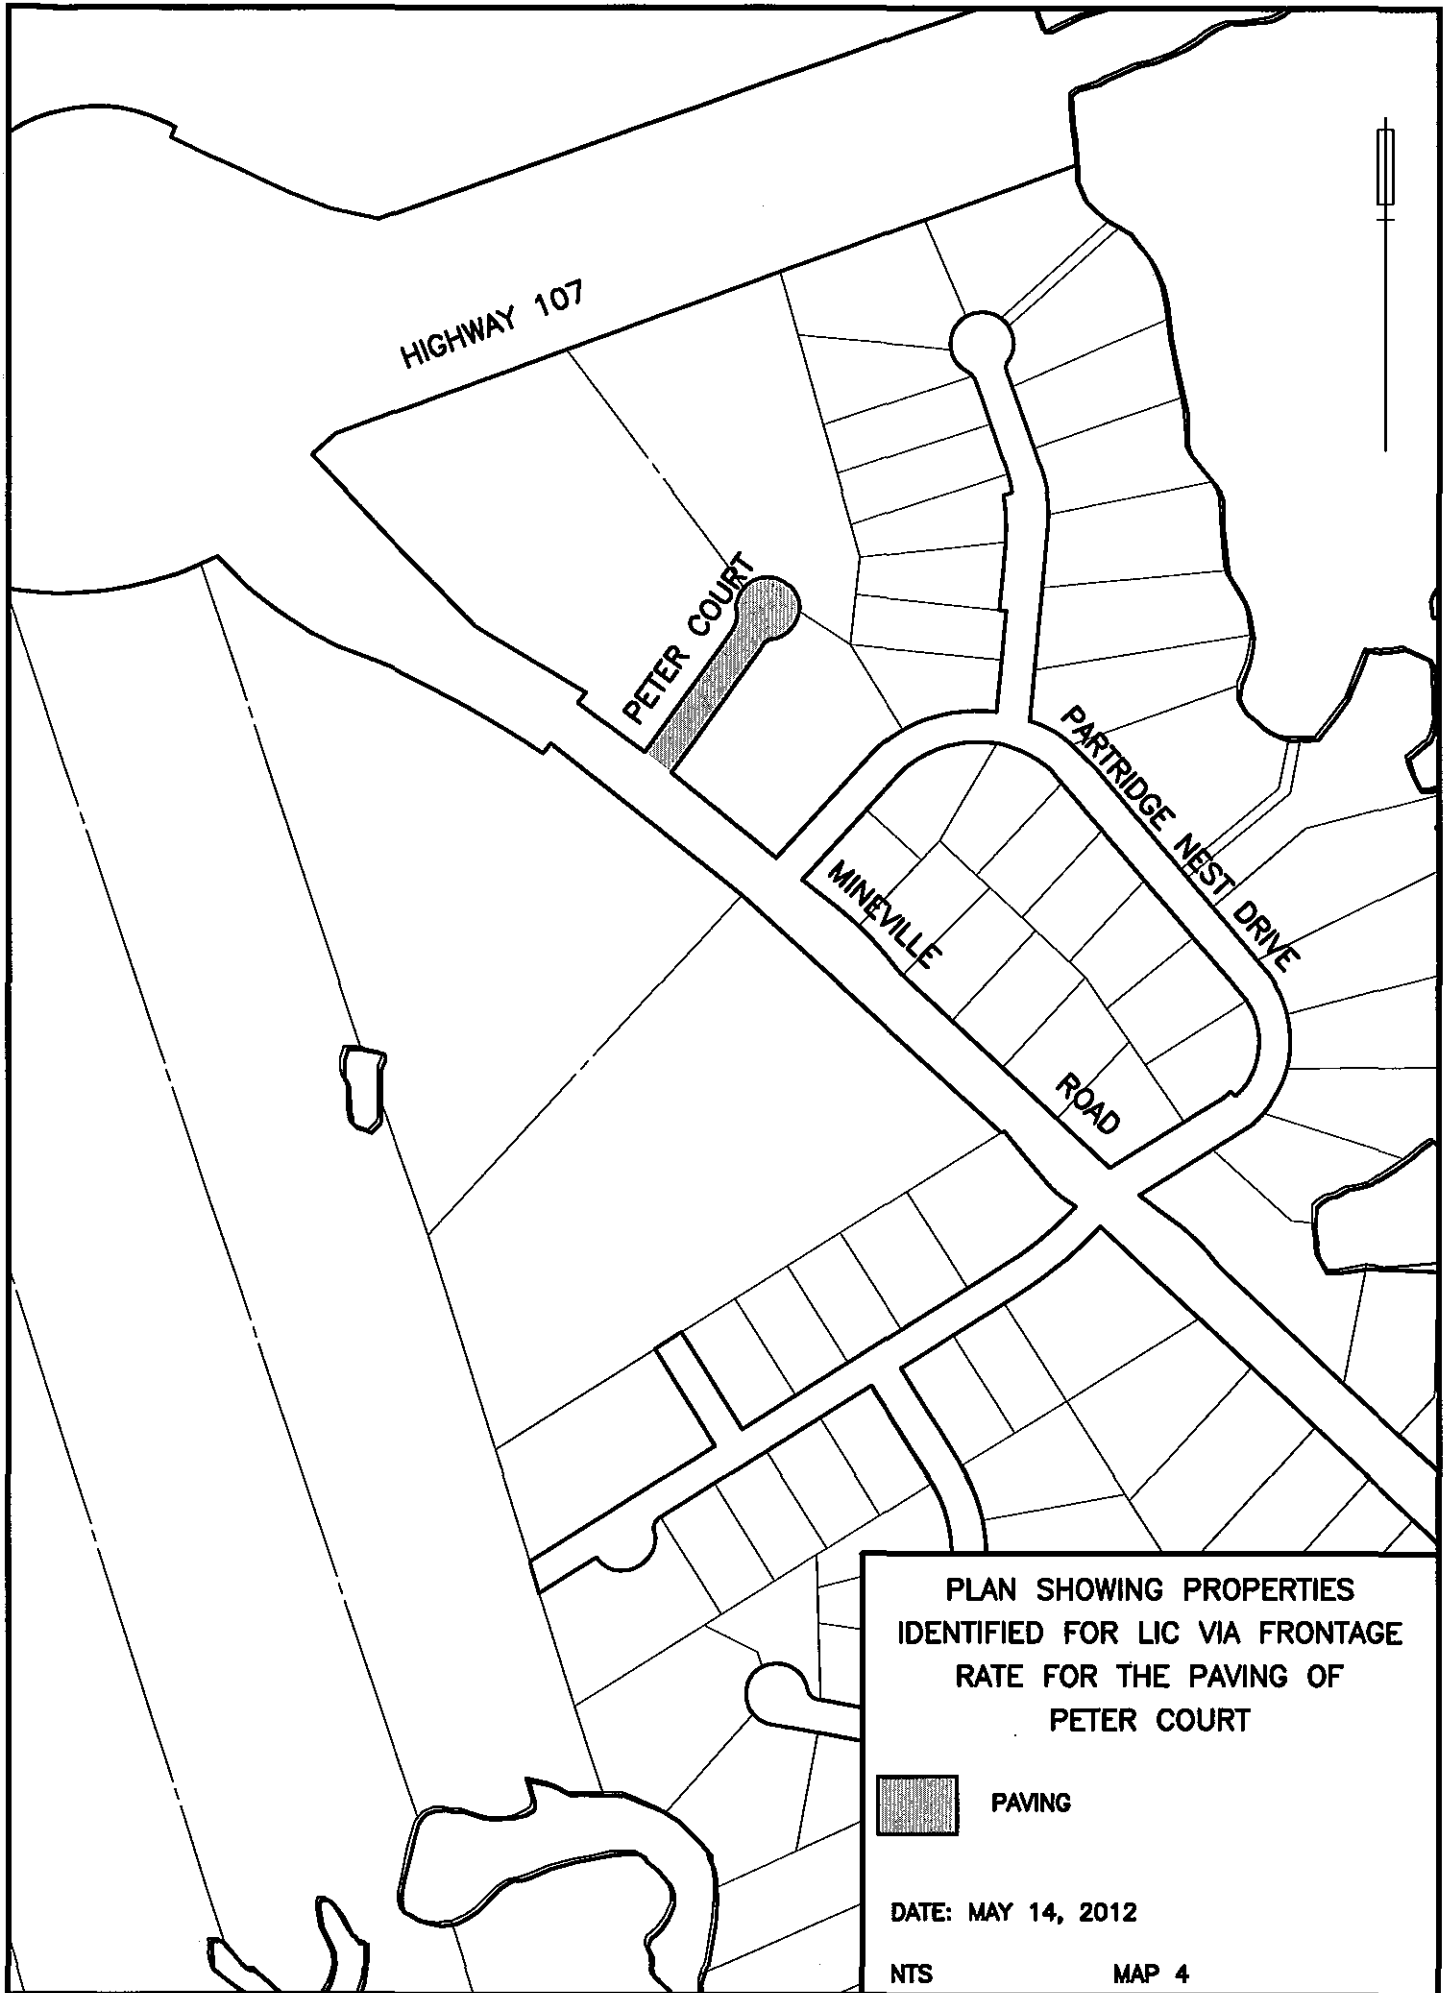 HIGHWAY 107
PETER COURT
PARTRIDGE NEST DRIVE
MINEVILLE ROAD
PLAN SHOWING PROPERTIES
IDENTIFIED FOR LIC VIA FRONTAGE
RATE FOR THE PAVING OF
PETER COURT
PAVING
DATE: MAY 14, 2012
NTS MAP 4